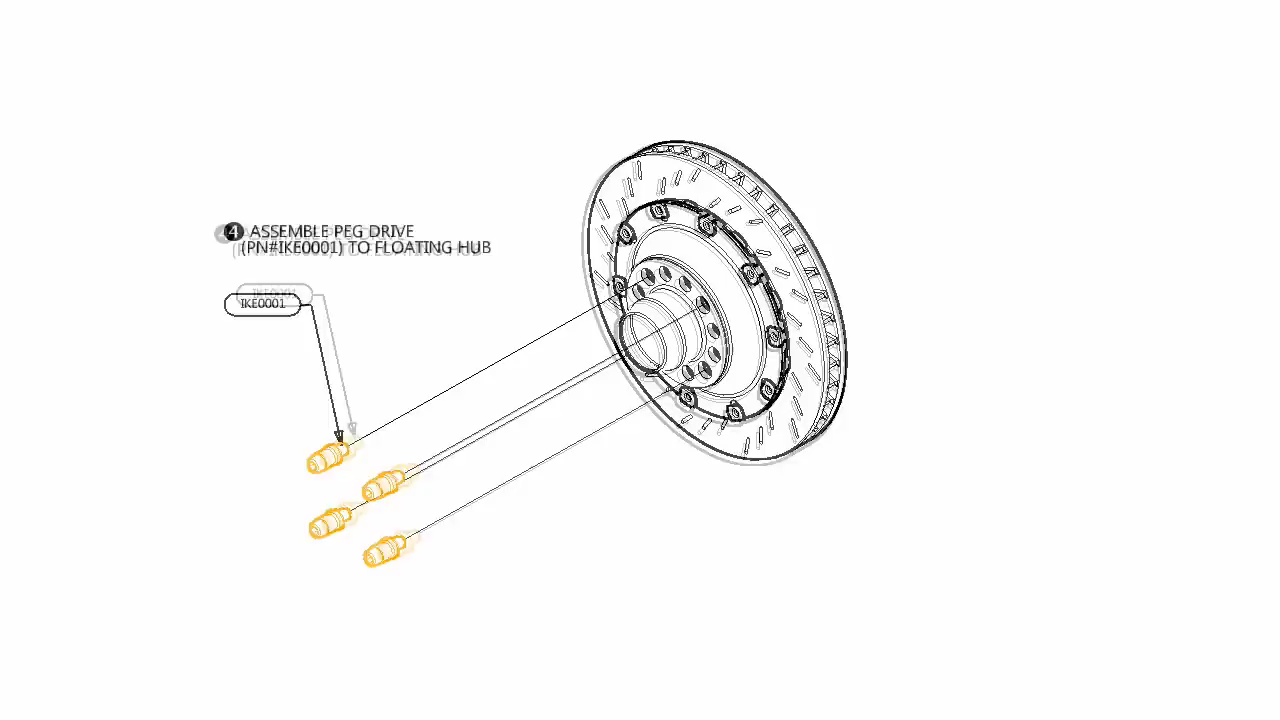 4 ASSEMBLE PEG DRIVE
(PN#IKE0001) TO FLOATING HUB
IKE0001